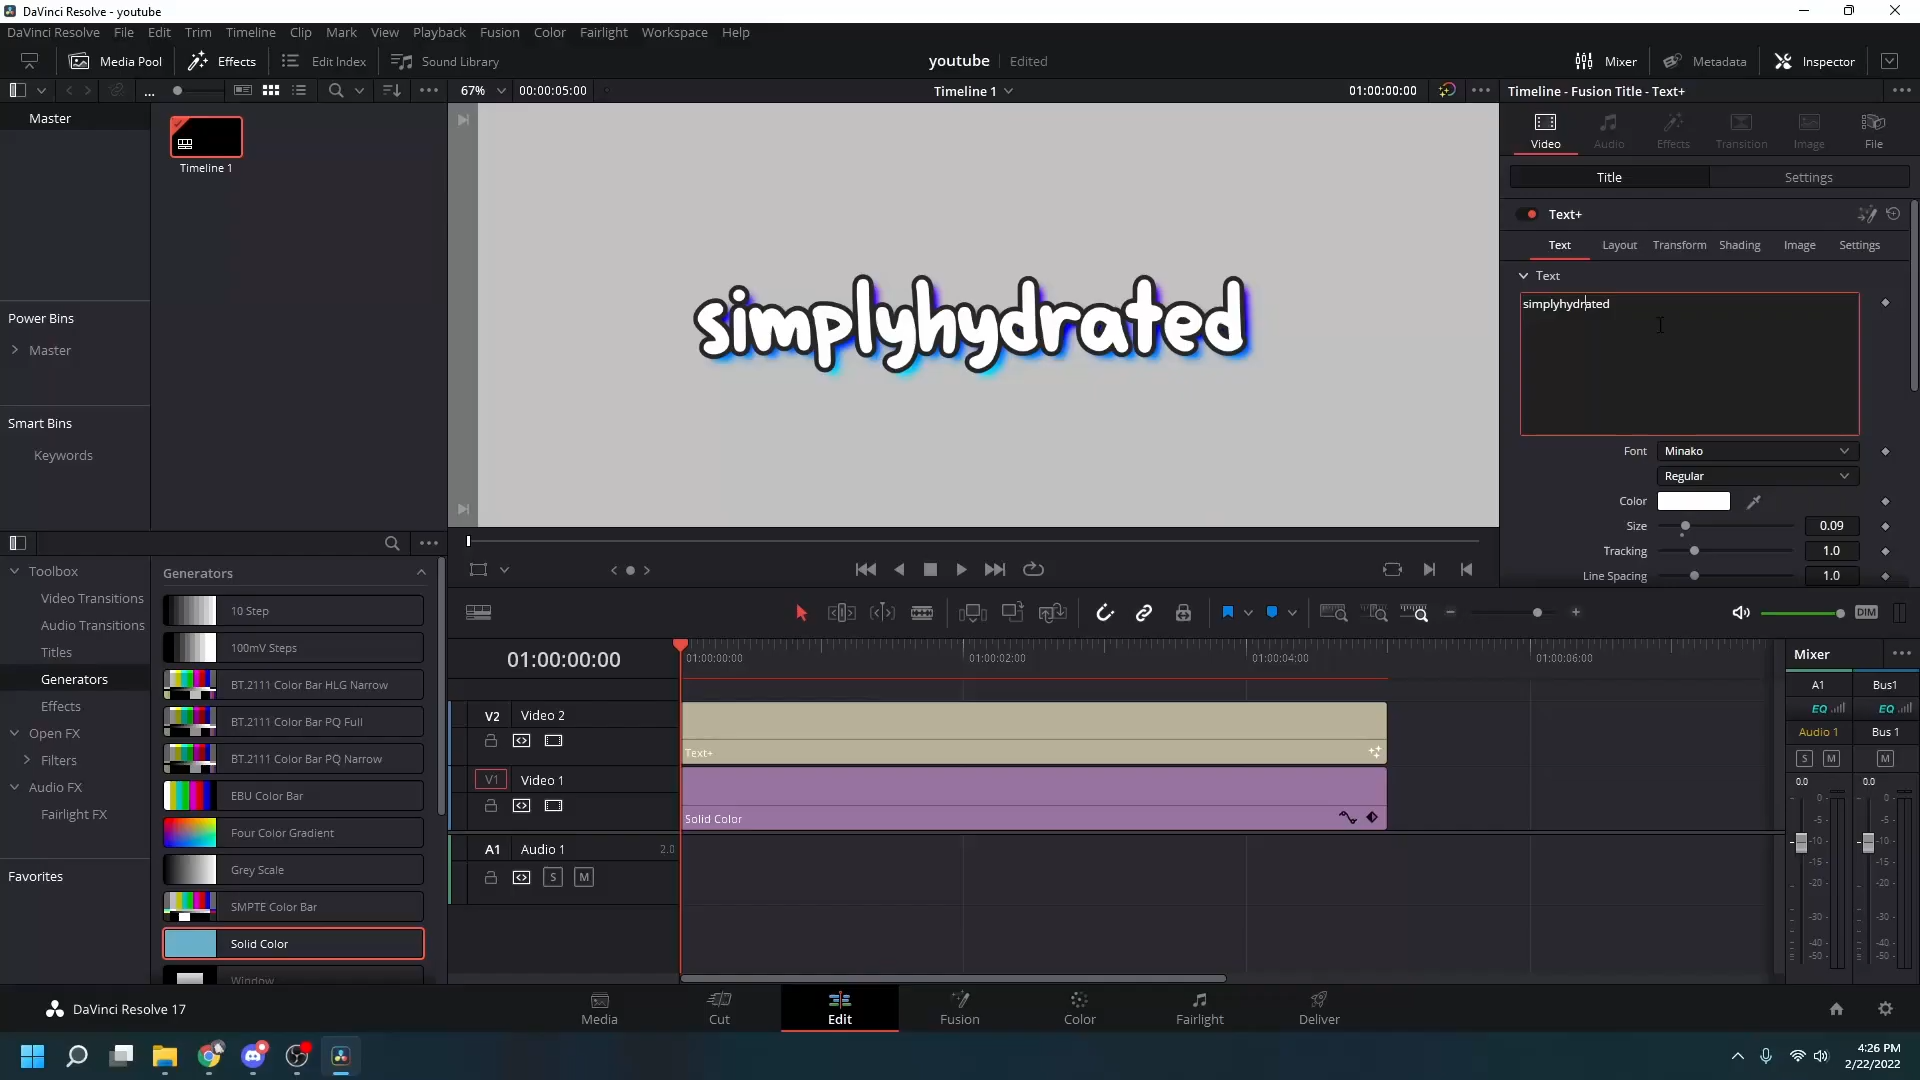 DaVinci Resolve - youtube
DaVinci Resolve File Edit Trim Timeline Clip Mark View Playback Fusion Color Fairlight Workspace Help
Media Pool Effects Edit Index Sound Library youtube Edited Mixer Metadata Inspector
67% 00:00:05:00 Timeline 1 01:00:00:00 Timeline - Fusion Title - Text+
Master
Timeline 1
Power Bins
Master
Smart Bins
Keywords
simplyhydrated
Video Audio Effects Transition Image File
Title Settings
Text+
Text Layout Transform Shading Image Settings
Text
simplyhydrated
Font Minako
Regular
Color
Size 0.09
Tracking 1.0
Line Spacing 1.0
Toolbox
Video Transitions
Audio Transitions
Titles
Generators
Effects
Open FX
Filters
Audio FX
Fairlight FX
Favorites
Generators
10 Step
100mV Steps
BT.2111 Color Bar HLG Narrow
BT.2111 Color Bar PQ Full
BT.2111 Color Bar PQ Narrow
EBU Color Bar
Four Color Gradient
Grey Scale
SMPTE Color Bar
Solid Color
Window
DIM
01:00:00:00 01:00:00:00 01:00:02:00 01:00:04:00 01:00:06:00
V2 Video 2
Text+
V1 Video 1
Solid Color
A1 Audio 1 2.0
S M
Mixer
A1 Bus1
EQ EQ
Audio 1 Bus 1
S M M
0.0 0.0
0 0
-5 -5
-10 -10
-15 -15
-20 -20
-30 -30
-40 -40
-50 -50
DaVinci Resolve 17
Media Cut Edit Fusion Color Fairlight Deliver
4:26 PM
2/22/2022